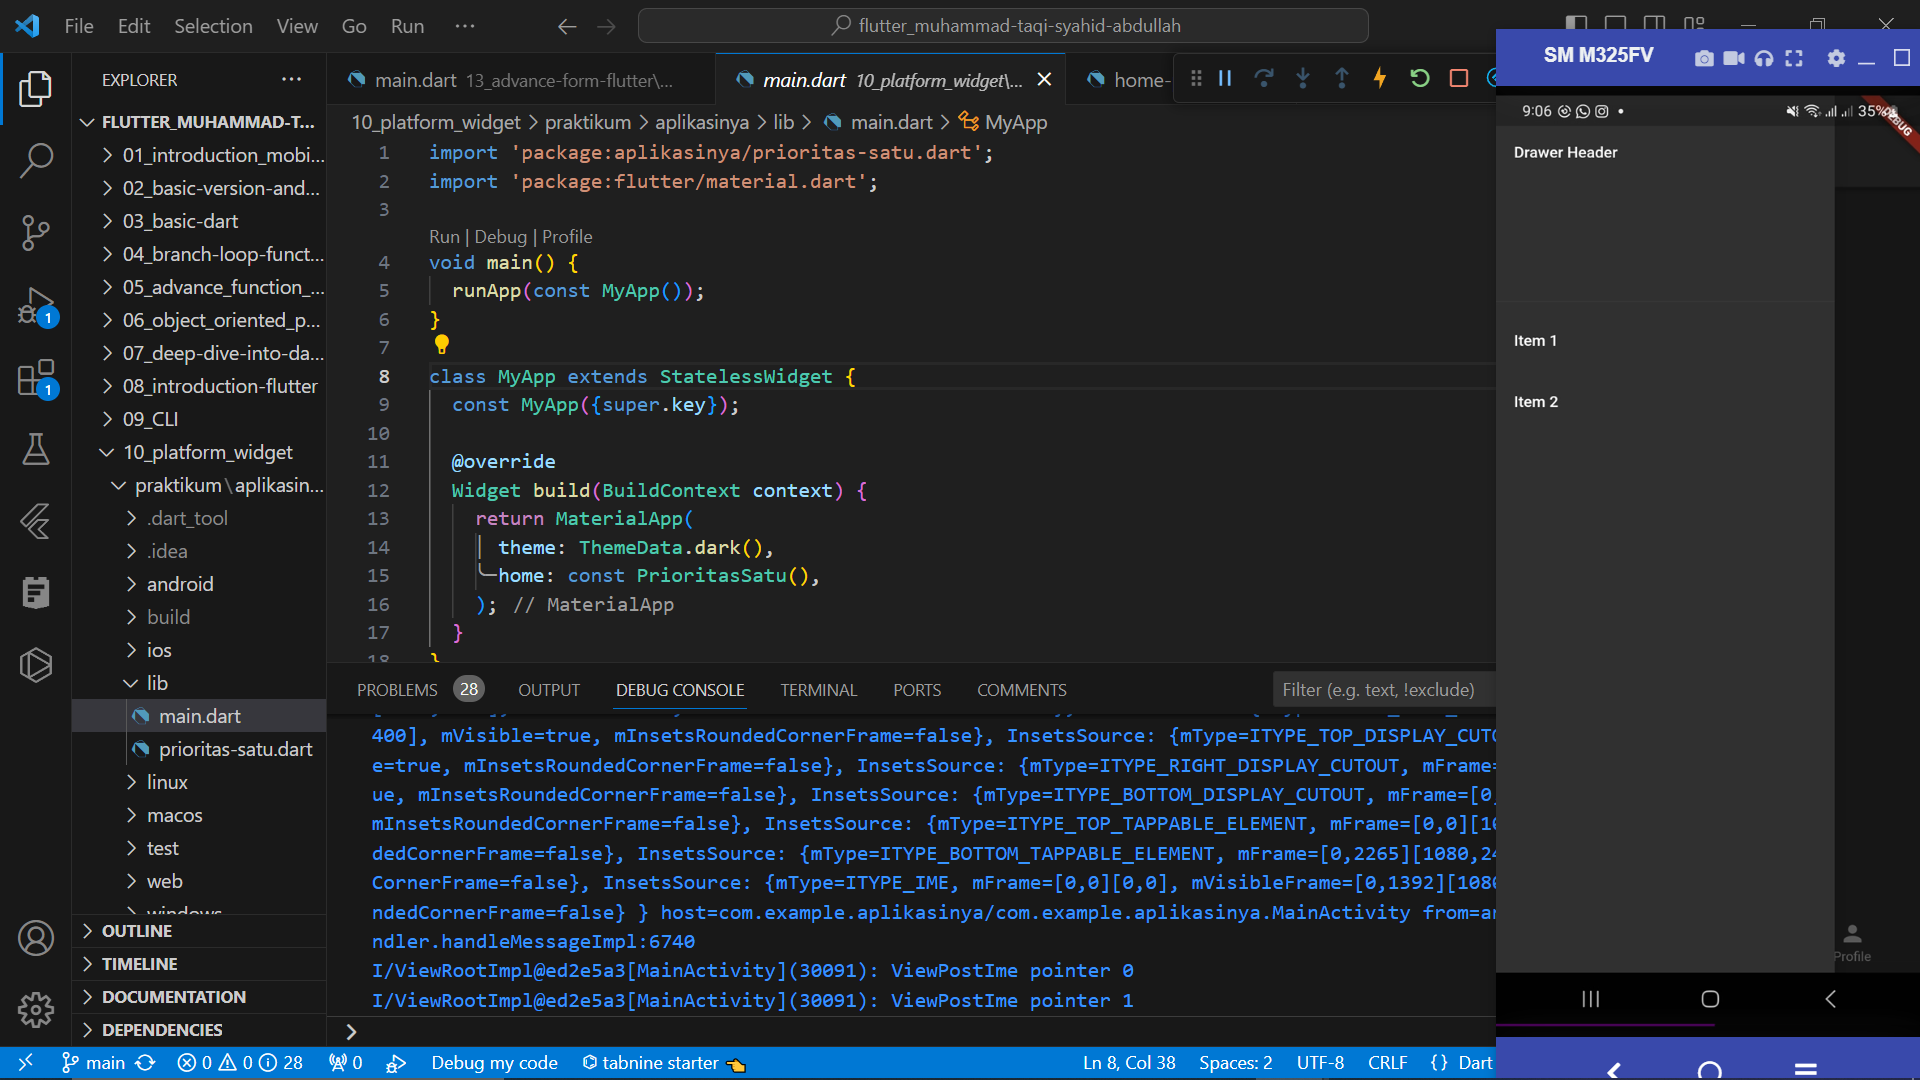 File Edit Selection View Go Run ···
flutter_muhammad-taqi-syahid-abdullah
EXPLORER
FLUTTER_MUHAMMAD-T...
01_introduction_mobi...
02_basic-version-and...
03_basic-dart
04_branch-loop-funct...
05_advance_function_...
06_object_oriented_p...
07_deep-dive-into-da...
08_introduction-flutter
09_CLI
10_platform_widget
praktikum\aplikasin...
.dart_tool
.idea
android
build
ios
lib
main.dart
prioritas-satu.dart
linux
macos
test
web
windows
OUTLINE
TIMELINE
DOCUMENTATION
DEPENDENCIES
1
1
main.dart 13_advance-form-flutter\...
main.dart 10_platform_widget\...
home-
10_platform_widget > praktikum > aplikasinya > lib > main.dart > MyApp
1 import 'package:aplikasinya/prioritas-satu.dart';
2 import 'package:flutter/material.dart';
3
Run | Debug | Profile
4 void main() {
5 runApp(const MyApp());
6 }
7
8 class MyApp extends StatelessWidget {
9 const MyApp({super.key});
10
11 @override
12 Widget build(BuildContext context) {
13 return MaterialApp(
14 theme: ThemeData.dark(),
15 home: const PrioritasSatu(),
16 ); // MaterialApp
17 }
18 }
PROBLEMS 28 OUTPUT DEBUG CONSOLE TERMINAL PORTS COMMENTS
Filter (e.g. text, !exclude)
400], mVisible=true, mInsetsRoundedCornerFrame=false}, InsetsSource: {mType=ITYPE_TOP_DISPLAY_CUTO
e=true, mInsetsRoundedCornerFrame=false}, InsetsSource: {mType=ITYPE_RIGHT_DISPLAY_CUTOUT, mFrame=
ue, mInsetsRoundedCornerFrame=false}, InsetsSource: {mType=ITYPE_BOTTOM_DISPLAY_CUTOUT, mFrame=[0,
mInsetsRoundedCornerFrame=false}, InsetsSource: {mType=ITYPE_TOP_TAPPABLE_ELEMENT, mFrame=[0,0][10
dedCornerFrame=false}, InsetsSource: {mType=ITYPE_BOTTOM_TAPPABLE_ELEMENT, mFrame=[0,2265][1080,24
CornerFrame=false}, InsetsSource: {mType=ITYPE_IME, mFrame=[0,0][0,0], mVisibleFrame=[0,1392][1080
ndedCornerFrame=false} } host=com.example.aplikasinya/com.example.aplikasinya.MainActivity from=an
ndler.handleMessageImpl:6740
I/ViewRootImpl@ed2e5a3[MainActivity](30091): ViewPostIme pointer 0
I/ViewRootImpl@ed2e5a3[MainActivity](30091): ViewPostIme pointer 1
main 0 0 28 0 Debug my code tabnine starter
Ln 8, Col 38 Spaces: 2 UTF-8 CRLF {} Dart
SM M325FV
9:06
35%
DEBUG
Drawer Header
Item 1
Item 2
Profile